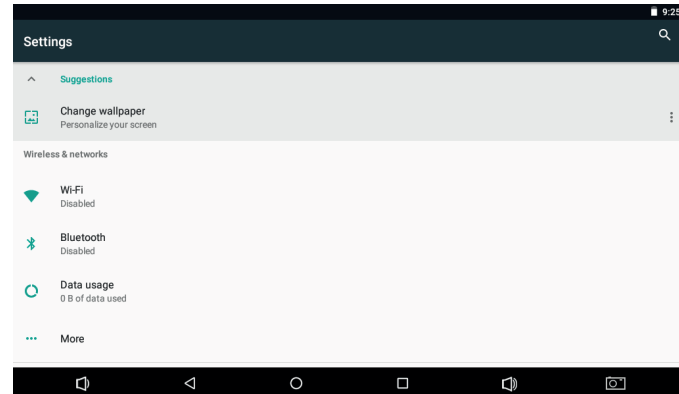 9:25
Settings
Suggestions
Change wallpaper
Personalize your screen
Wireless & networks
Wi-Fi
Disabled
Bluetooth
Disabled
Data usage
0 B of data used
More